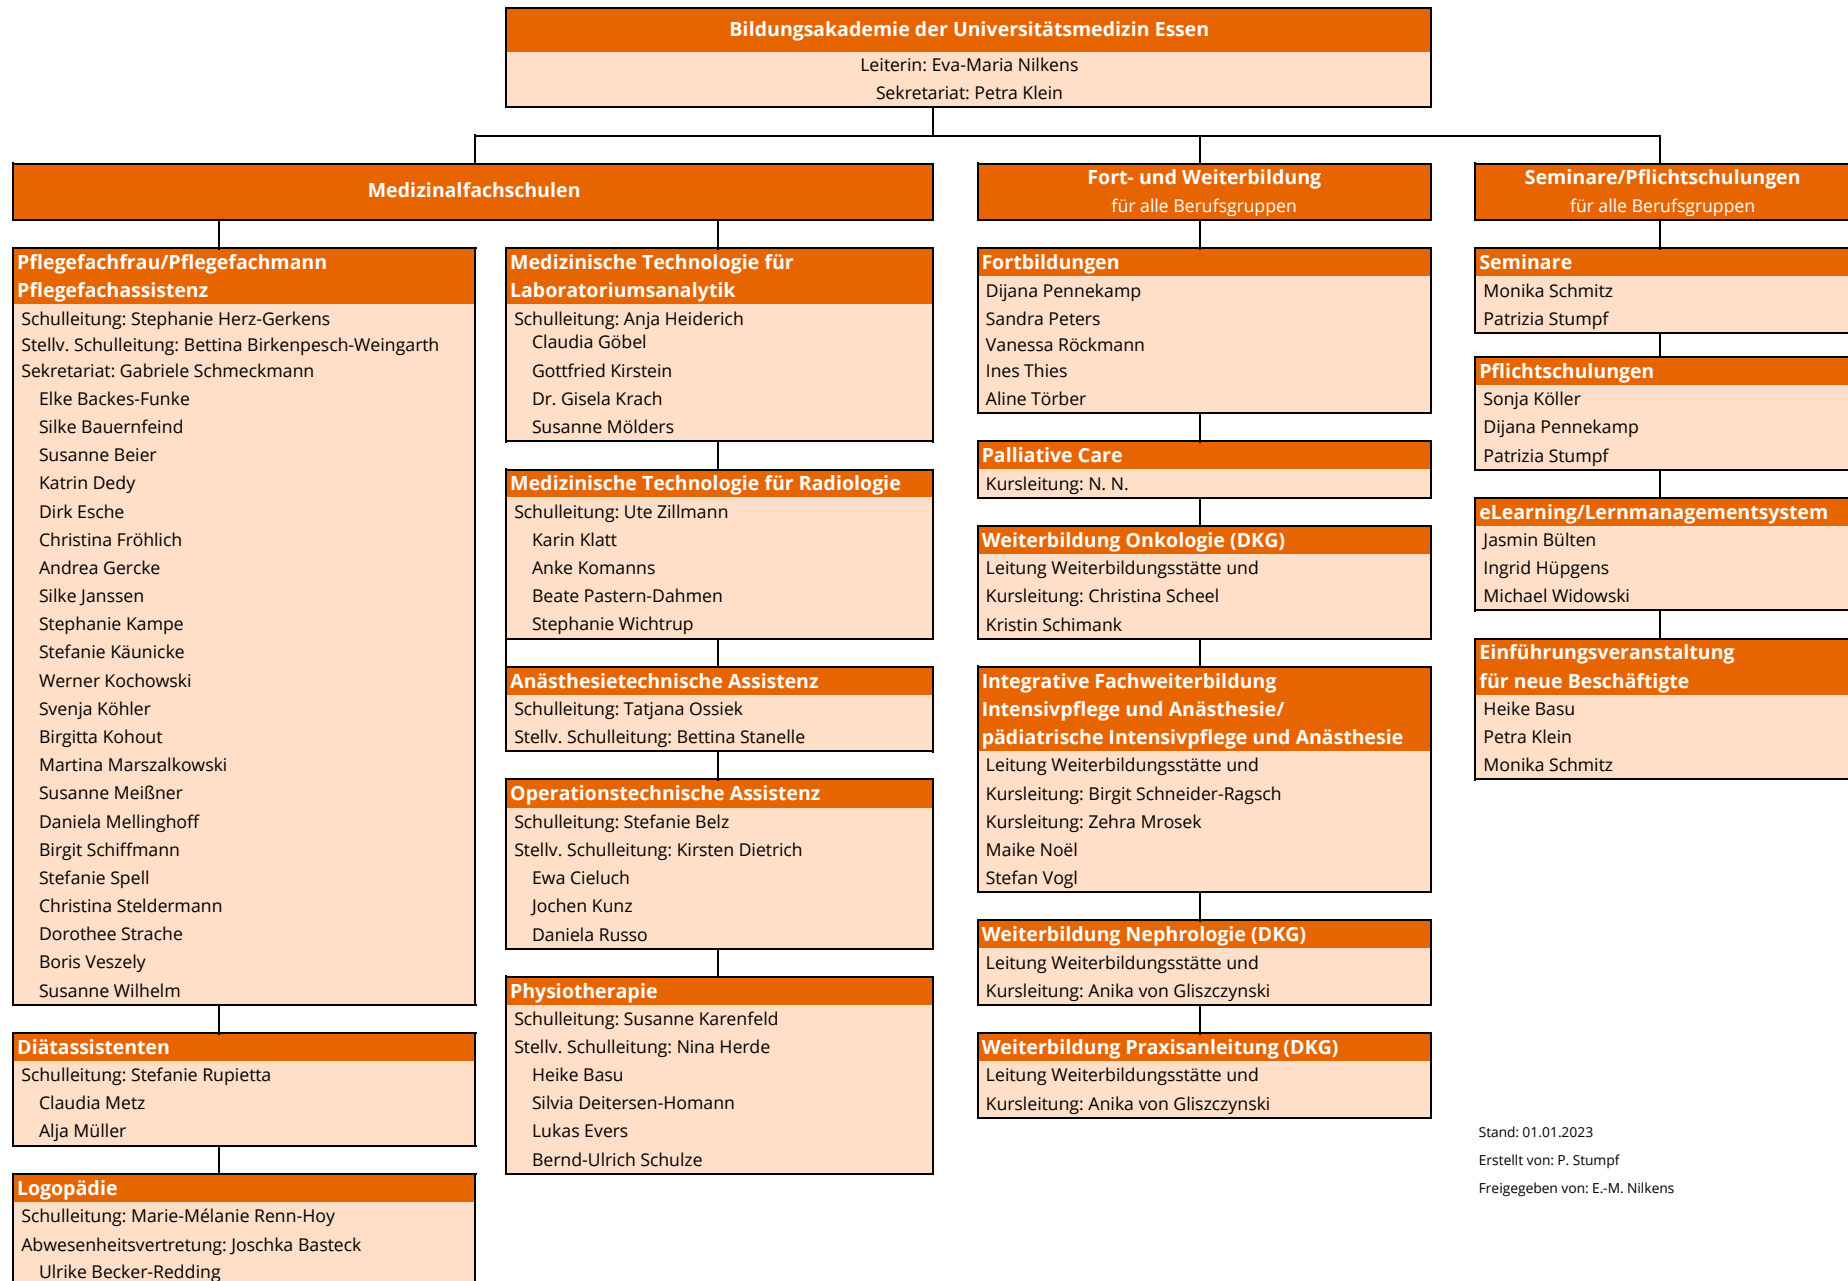 Bildungsakademie der Universitätsmedizin Essen
Leiterin: Eva-Maria Nilkens
Sekretariat: Petra Klein
Medizinalfachschulen
Pflegefachfrau/Pflegefachmann
Pflegefachassistenz
Schulleitung: Stephanie Herz-Gerkens
Stellv. Schulleitung: Bettina Birkenpesch-Weingarth
Sekretariat: Gabriele Schmeckmann
Elke Backes-Funke
Silke Bauernfeind
Susanne Beier
Katrin Dedy
Dirk Esche
Christina Fröhlich
Andrea Gercke
Silke Janssen
Stephanie Kampe
Stefanie Käunicke
Werner Kochowski
Svenja Köhler
Birgitta Kohout
Martina Marszalkowski
Susanne Meißner
Daniela Mellinghoff
Birgit Schiffmann
Stefanie Spell
Christina Steldermann
Dorothee Strache
Boris Veszely
Susanne Wilhelm
Diätassistenten
Schulleitung: Stefanie Rupietta
Claudia Metz
Alja Müller
Logopädie
Schulleitung: Marie-Mélanie Renn-Hoy
Abwesenheitsvertretung: Joschka Basteck
Ulrike Becker-Redding
Medizinische Technologie für
Laboratoriumsanalytik
Schulleitung: Anja Heiderich
Claudia Göbel
Gottfried Kirstein
Dr. Gisela Krach
Susanne Mölders
Medizinische Technologie für Radiologie
Schulleitung: Ute Zillmann
Karin Klatt
Anke Komanns
Beate Pastern-Dahmen
Stephanie Wichtrup
Anästhesietechnische Assistenz
Schulleitung: Tatjana Ossiek
Stellv. Schulleitung: Bettina Stanelle
Operationstechnische Assistenz
Schulleitung: Stefanie Belz
Stellv. Schulleitung: Kirsten Dietrich
Ewa Cieluch
Jochen Kunz
Daniela Russo
Physiotherapie
Schulleitung: Susanne Karenfeld
Stellv. Schulleitung: Nina Herde
Heike Basu
Silvia Deitersen-Homann
Lukas Evers
Bernd-Ulrich Schulze
Fort- und Weiterbildung
für alle Berufsgruppen
Fortbildungen
Dijana Pennekamp
Sandra Peters
Vanessa Röckmann
Ines Thies
Aline Törber
Palliative Care
Kursleitung: N. N.
Weiterbildung Onkologie (DKG)
Leitung Weiterbildungsstätte und
Kursleitung: Christina Scheel
Kristin Schimank
Integrative Fachweiterbildung
Intensivpflege und Anästhesie/
pädiatrische Intensivpflege und Anästhesie
Leitung Weiterbildungsstätte und
Kursleitung: Birgit Schneider-Ragsch
Kursleitung: Zehra Mrosek
Maike Noël
Stefan Vogl
Weiterbildung Nephrologie (DKG)
Leitung Weiterbildungsstätte und
Kursleitung: Anika von Gliszczynski
Weiterbildung Praxisanleitung (DKG)
Leitung Weiterbildungsstätte und
Kursleitung: Anika von Gliszczynski
Seminare/Pflichtschulungen
für alle Berufsgruppen
Seminare
Monika Schmitz
Patrizia Stumpf
Pflichtschulungen
Sonja Köller
Dijana Pennekamp
Patrizia Stumpf
eLearning/Lernmanagementsystem
Jasmin Bülten
Ingrid Hüpgens
Michael Widowski
Einführungsveranstaltung
für neue Beschäftigte
Heike Basu
Petra Klein
Monika Schmitz
Stand: 01.01.2023
Erstellt von: P. Stumpf
Freigegeben von: E.-M. Nilkens